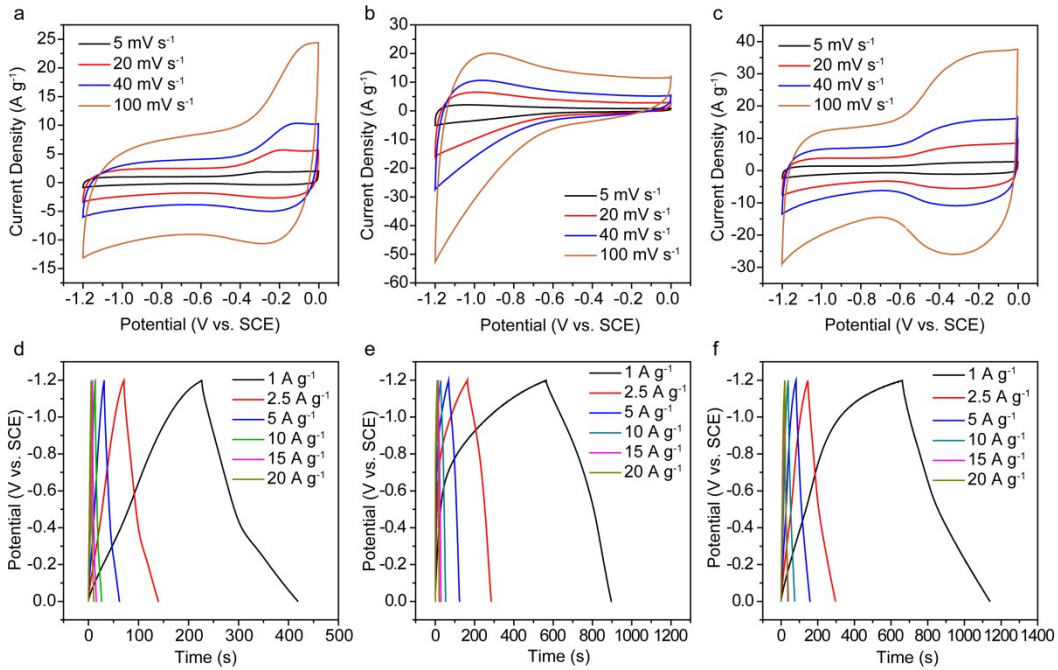 a
5 mV s⁻¹
20 mV s⁻¹
40 mV s⁻¹
100 mV s⁻¹
25
20
15
10
5
0
-5
-10
-15
Current Density (A g⁻¹)
-1.2 -1.0 -0.8 -0.6 -0.4 -0.2 0.0
Potential (V vs. SCE)
b
40
30
20
10
0
-10
-20
-30
-40
-50
-60
Current Density (A g⁻¹)
5 mV s⁻¹
20 mV s⁻¹
40 mV s⁻¹
100 mV s⁻¹
-1.2 -1.0 -0.8 -0.6 -0.4 -0.2 0.0
Potential (V vs. SCE)
c
5 mV s⁻¹
20 mV s⁻¹
40 mV s⁻¹
100 mV s⁻¹
40
30
20
10
0
-10
-20
-30
Current Density (A g⁻¹)
-1.2 -1.0 -0.8 -0.6 -0.4 -0.2 0.0
Potential (V vs. SCE)
d
-1.2
-1.0
-0.8
-0.6
-0.4
-0.2
0.0
Potential (V vs. SCE)
1 A g⁻¹
2.5 A g⁻¹
5 A g⁻¹
10 A g⁻¹
15 A g⁻¹
20 A g⁻¹
0 100 200 300 400 500
Time (s)
e
-1.2
-1.0
-0.8
-0.6
-0.4
-0.2
0.0
Potential (V vs. SCE)
1 A g⁻¹
2.5 A g⁻¹
5 A g⁻¹
10 A g⁻¹
15 A g⁻¹
20 A g⁻¹
0 200 400 600 800 1000 1200
Time (s)
f
-1.2
-1.0
-0.8
-0.6
-0.4
-0.2
0.0
Potential (V vs. SCE)
1 A g⁻¹
2.5 A g⁻¹
5 A g⁻¹
10 A g⁻¹
15 A g⁻¹
20 A g⁻¹
0 200 400 600 800 1000 1200 1400
Time (s)